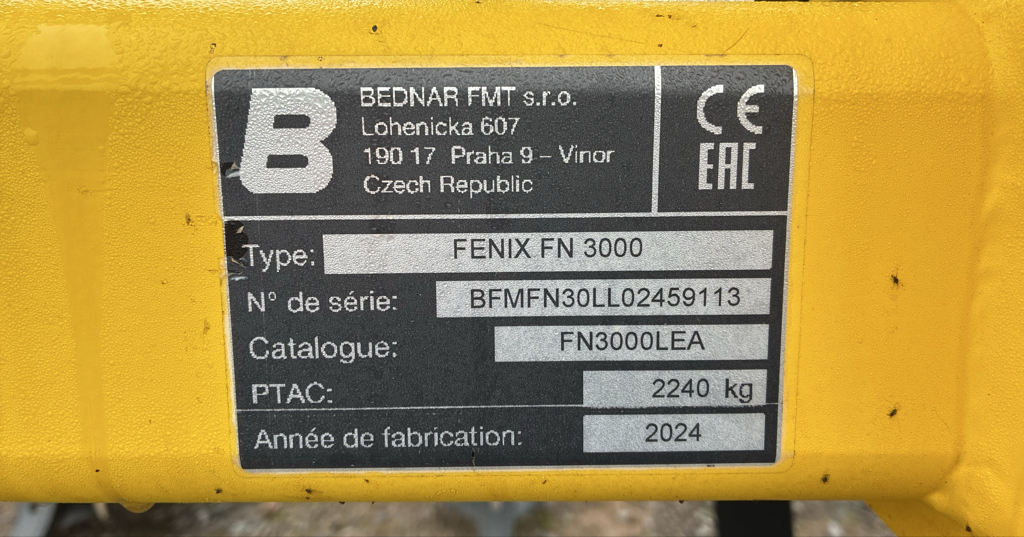 B
BEDNAR FMT s.r.o.
Lohenicka 607
190 17 Praha 9 – Vinor
Czech Republic
CE
EAC
Type: FENIX FN 3000
N° de série: BFMFN30LL02459113
Catalogue: FN3000LEA
PTAC: 2240 kg
Année de fabrication: 2024